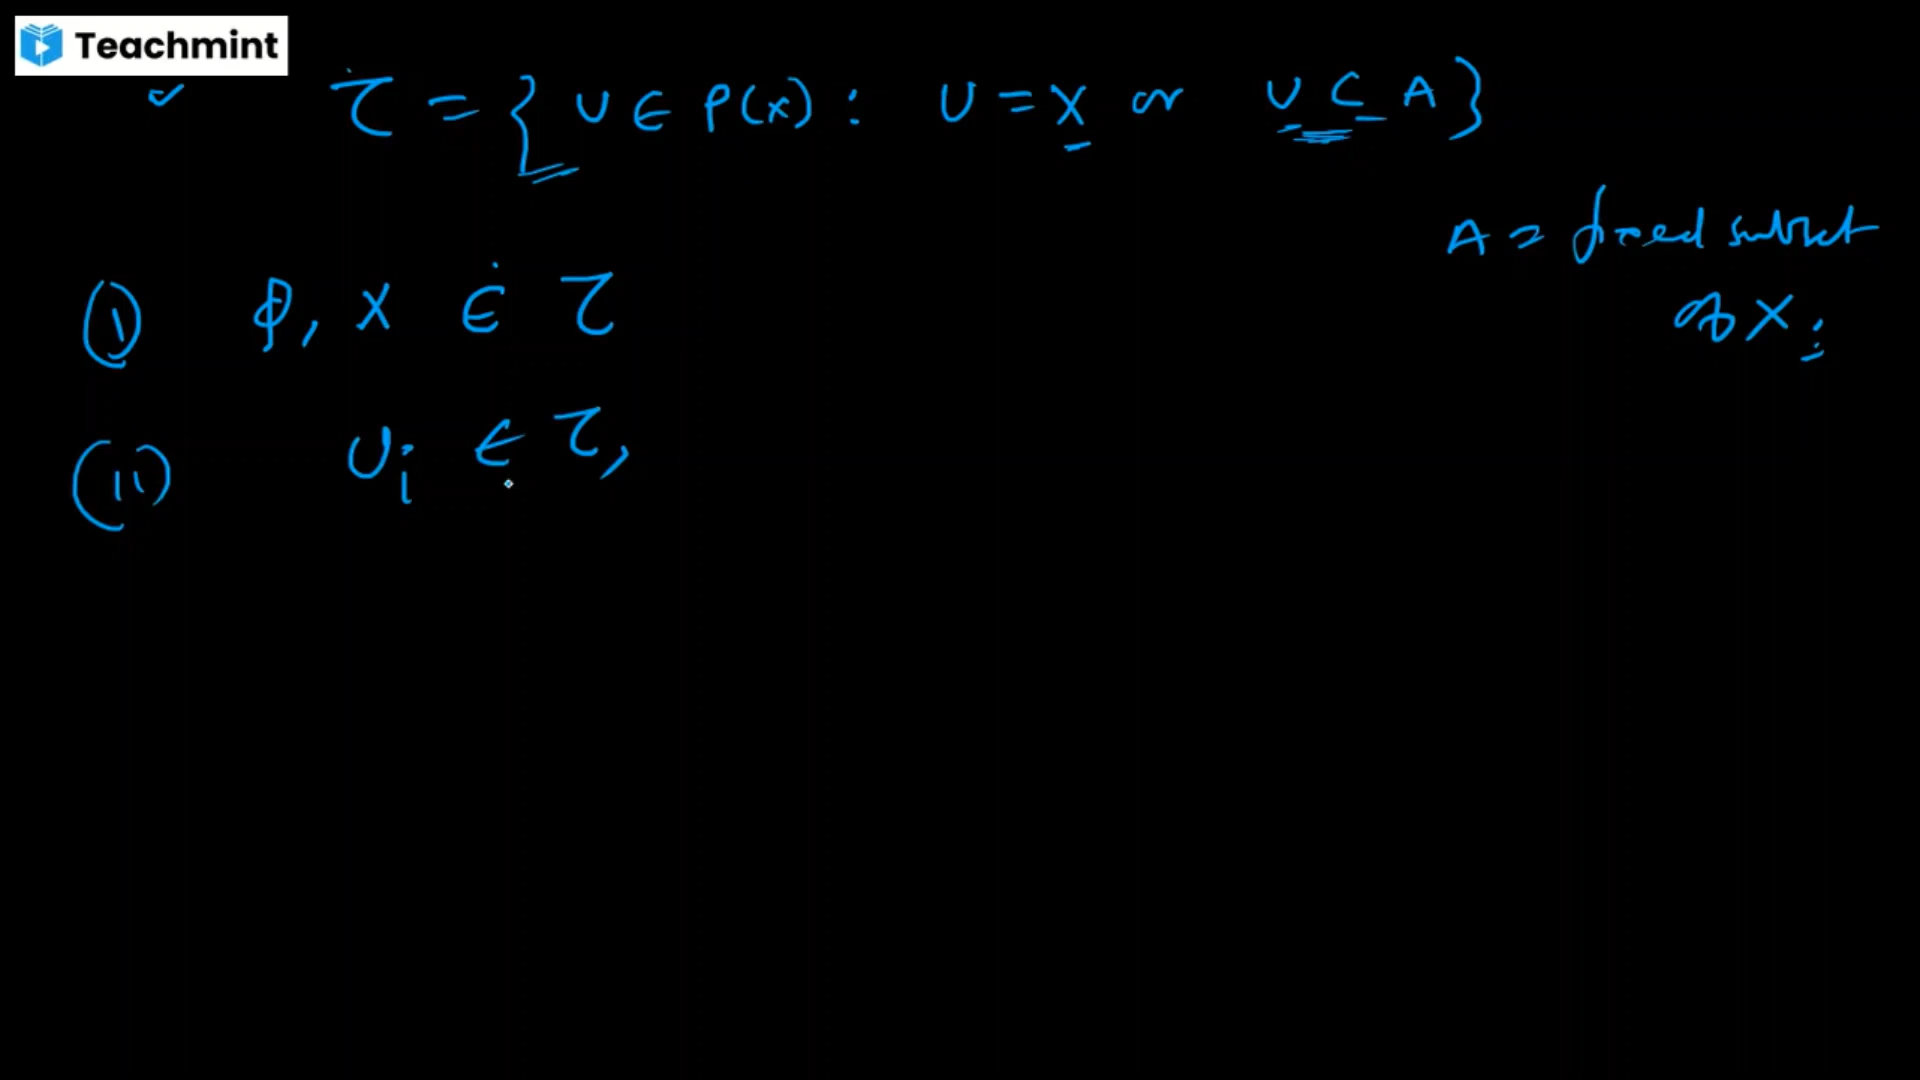 Teachmint
τ = { U ∈ P(X) : U = X or U ⊆ A }
A = fixed subset
of X.
(i) φ, X ∈ τ
(ii) Ui ∈ τ,